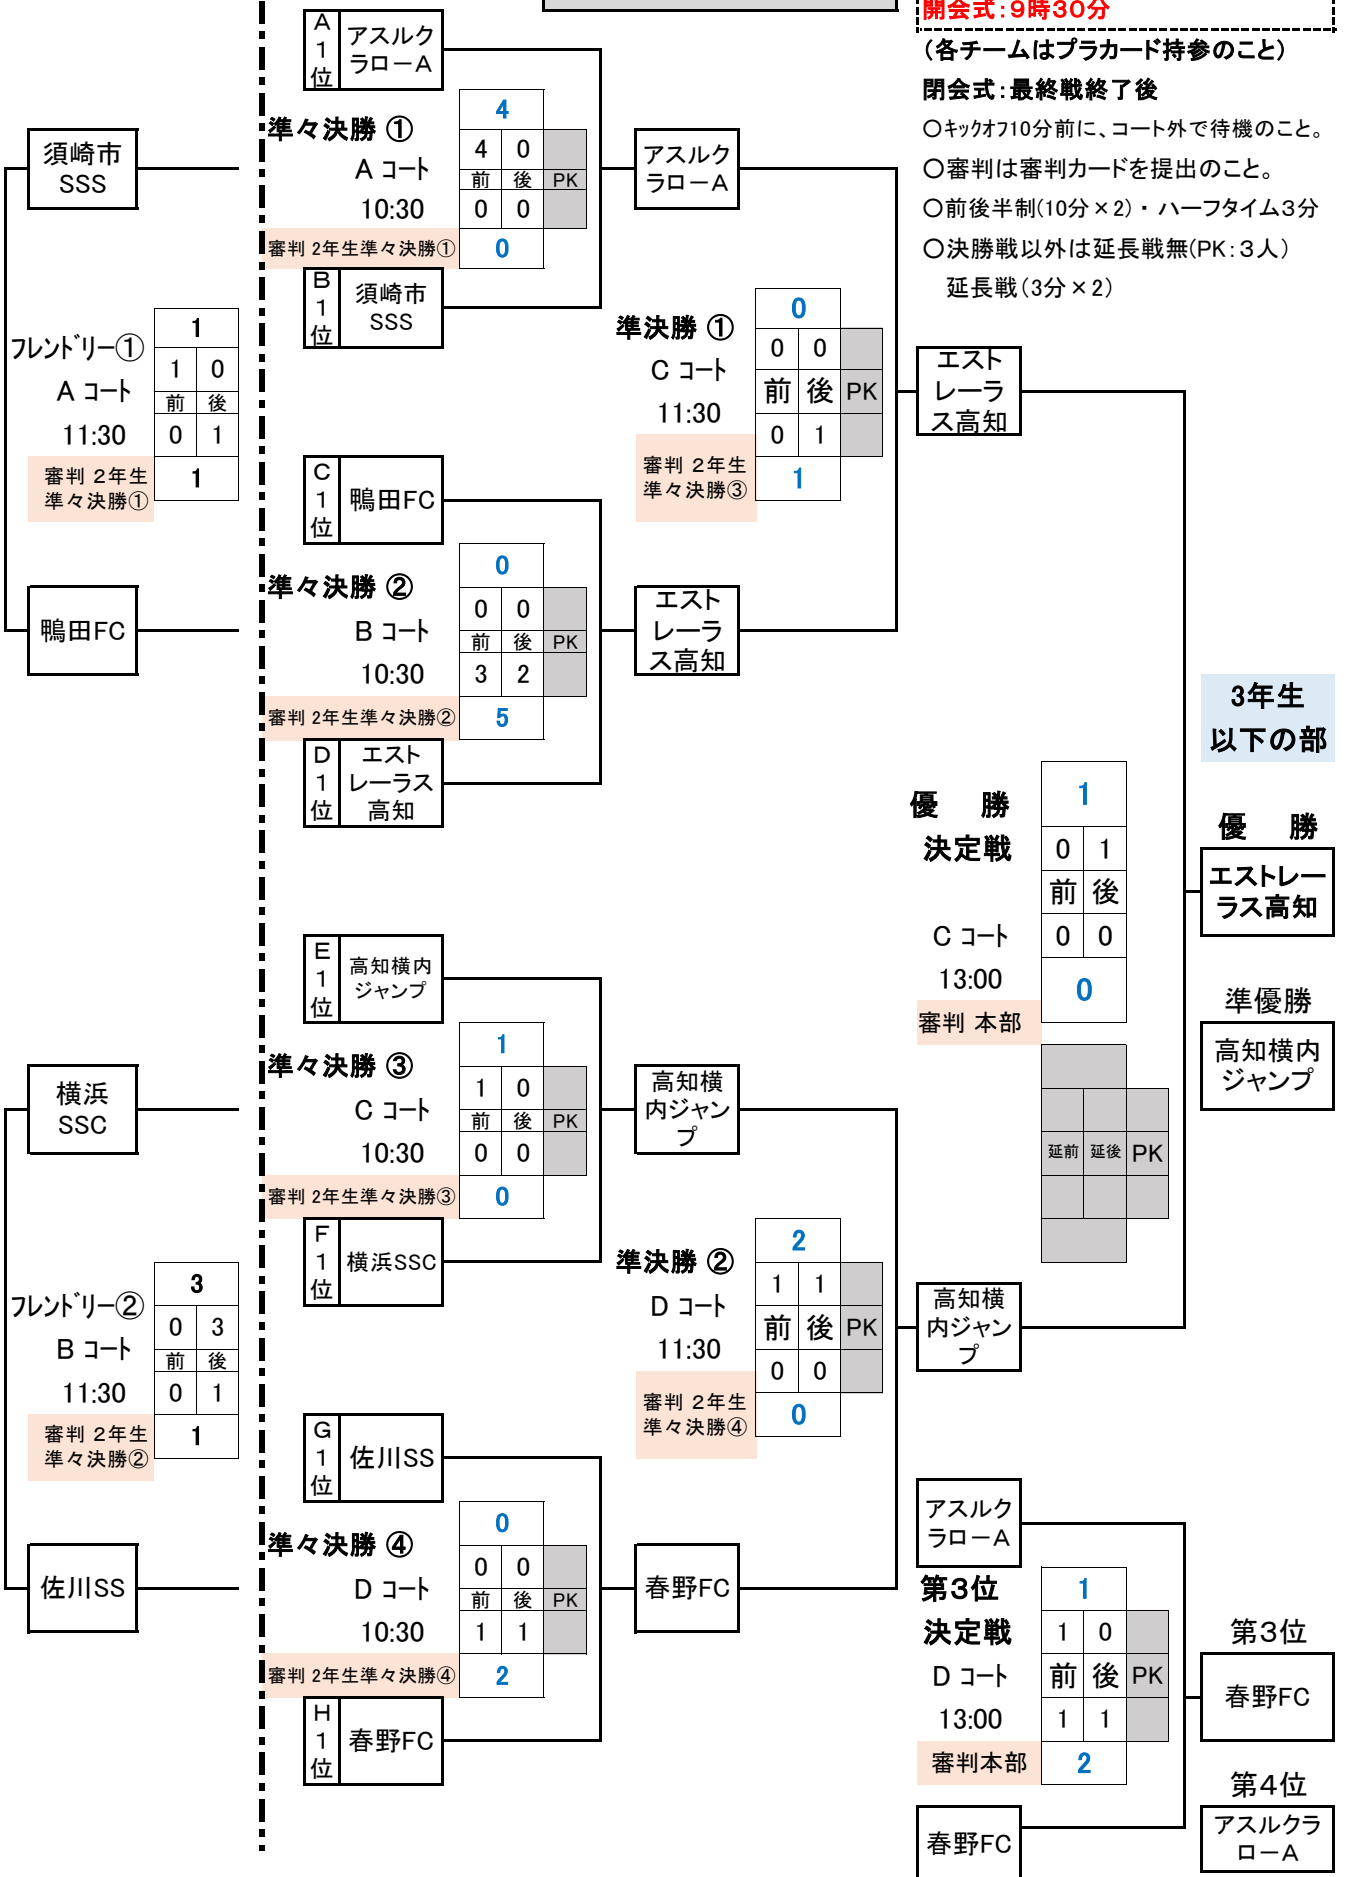 開会式：9時30分
（各チームはプラカード持参のこと）
閉会式：最終戦終了後
〇ｷｯｸｵﾌ10分前に、コート外で待機のこと。
〇審判は審判カードを提出のこと。
〇前後半制(10分×2)・ハーフタイム3分
〇決勝戦以外は延長戦無(PK：3人）
延長戦（3分×2）
須崎市
SSS
フレンドリー①
A コート
11:30
審判 2年生
準々決勝①
1
1 0
前 後
0 1
1
鴨田FC
横浜
SSC
フレンドリー②
B コート
11:30
審判 2年生
準々決勝②
3
0 3
前 後
0 1
1
佐川SS
A
1
位
アスルク
ラローA
準々決勝 ①
A コート
10:30
審判 2年生準々決勝①
4
4 0
前 後 PK
0 0
0
B
1
位
須崎市
SSS
C
1
位
鴨田FC
準々決勝 ②
B コート
10:30
審判 2年生準々決勝②
0
0 0
前 後 PK
3 2
5
D
1
位
エスト
レーラス
高知
E
1
位
高知横内
ジャンプ
準々決勝 ③
C コート
10:30
審判 2年生準々決勝③
1
1 0
前 後 PK
0 0
0
F
1
位
横浜SSC
G
1
位
佐川SS
準々決勝 ④
D コート
10:30
審判 2年生準々決勝④
0
0 0
前 後 PK
1 1
2
H
1
位
春野FC
アスルク
ラローA
準決勝 ①
C コート
11:30
審判 2年生
準々決勝③
0
0 0
前 後 PK
0 1
1
エスト
レーラ
ス高知
高知横
内ジャン
プ
準決勝 ②
D コート
11:30
審判 2年生
準々決勝④
2
1 1
前 後 PK
0 0
0
春野FC
エスト
レーラ
ス高知
優 勝
決定戦
C コート
13:00
審判 本部
1
0 1
前 後
0 0
0
延前 延後 PK
高知横
内ジャン
プ
アスルク
ラローA
第3位
決定戦
D コート
13:00
審判本部
1
1 0
前 後 PK
1 1
2
春野FC
3年生
以下の部
優 勝
エストレー
ラス高知
準優勝
高知横内
ジャンプ
第3位
春野FC
第4位
アスルクラ
ローA